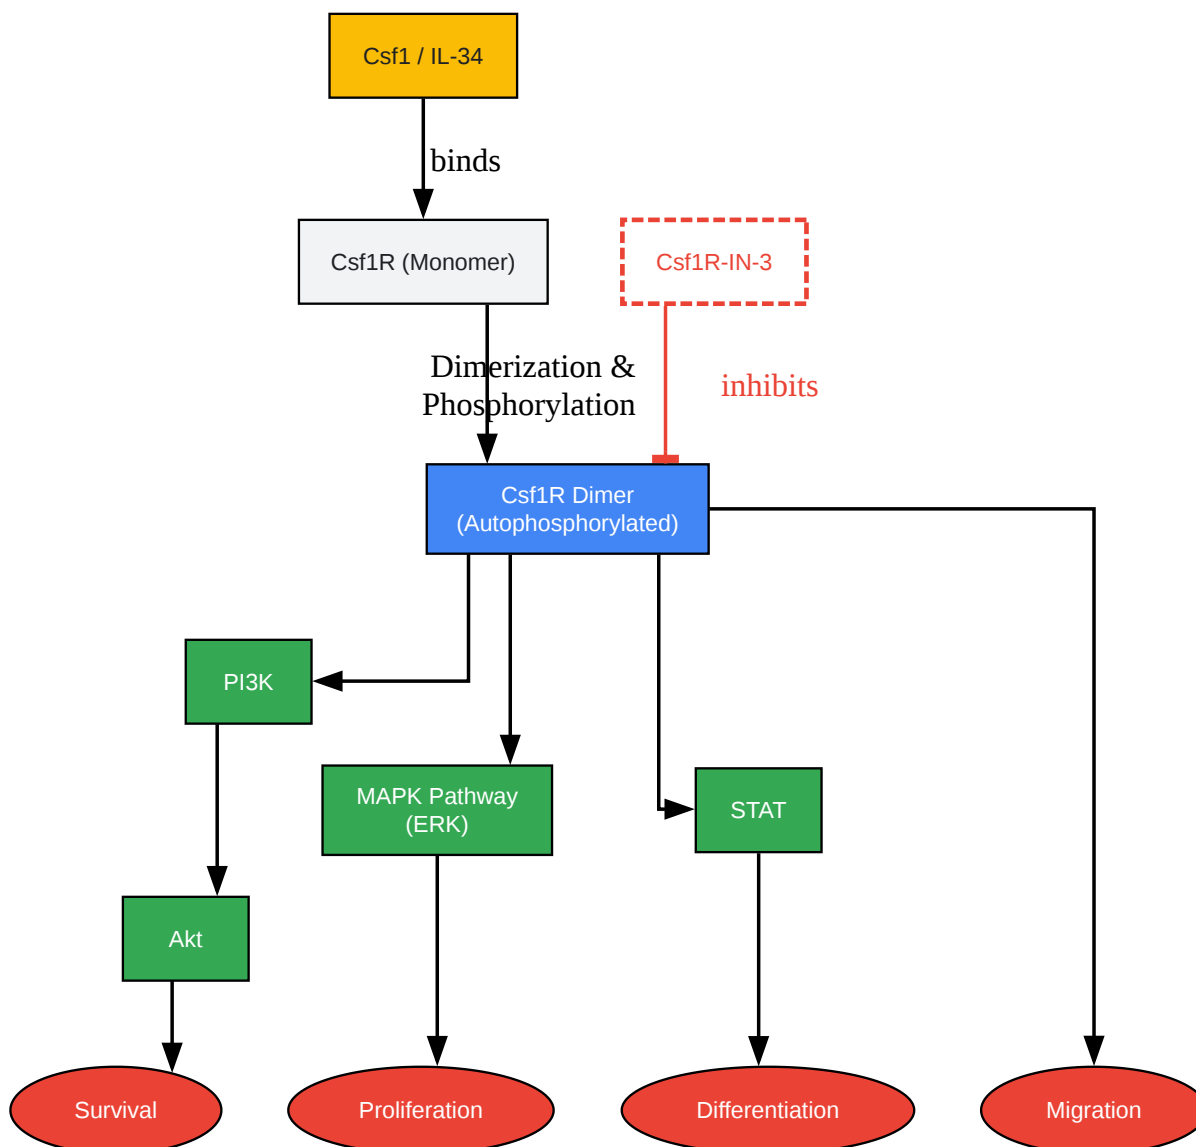 Csf1 / IL-34
binds
Csf1R (Monomer)
Csf1R-IN-3
Dimerization &
Phosphorylation
inhibits
Csf1R Dimer
(Autophosphorylated)
PI3K
MAPK Pathway
(ERK)
STAT
Akt
Survival
Proliferation
Differentiation
Migration